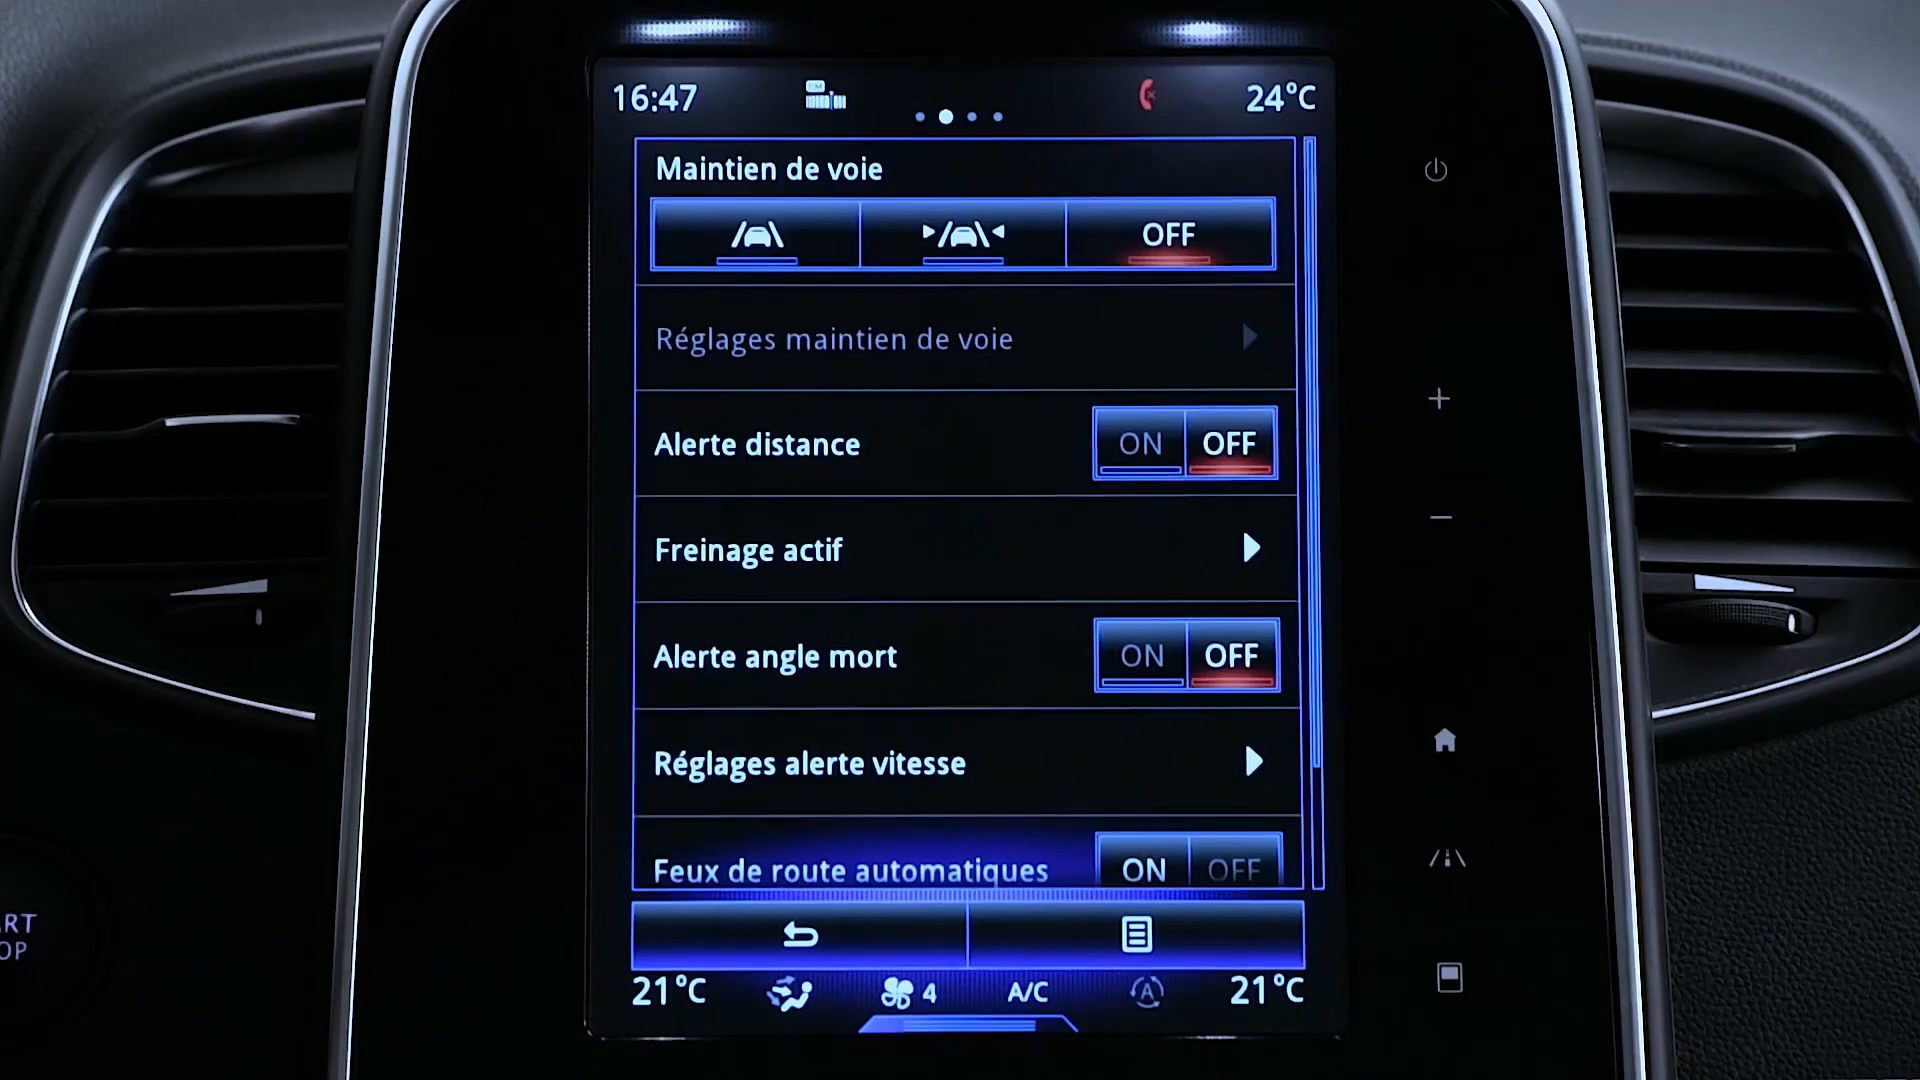 16:47 24°C
Maintien de voie
OFF
Réglages maintien de voie
Alerte distance ON OFF
Freinage actif
Alerte angle mort ON OFF
Réglages alerte vitesse
Feux de route automatiques ON OFF
21°C 4 A/C A 21°C
ART
OP